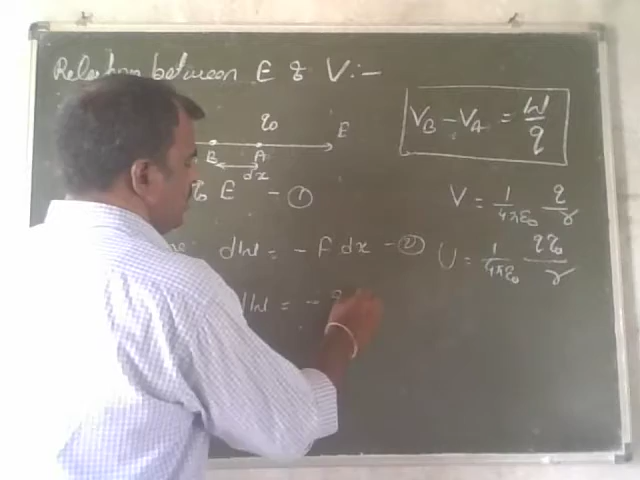 Relation between E & V :-
V_B - V_A = W/q
q₀
E
B A
dx
q₀ E - ①
V = 1/4πε₀ q/r
dW = - F dx - ②
U = 1/4πε₀ qq₀/r
dW = -